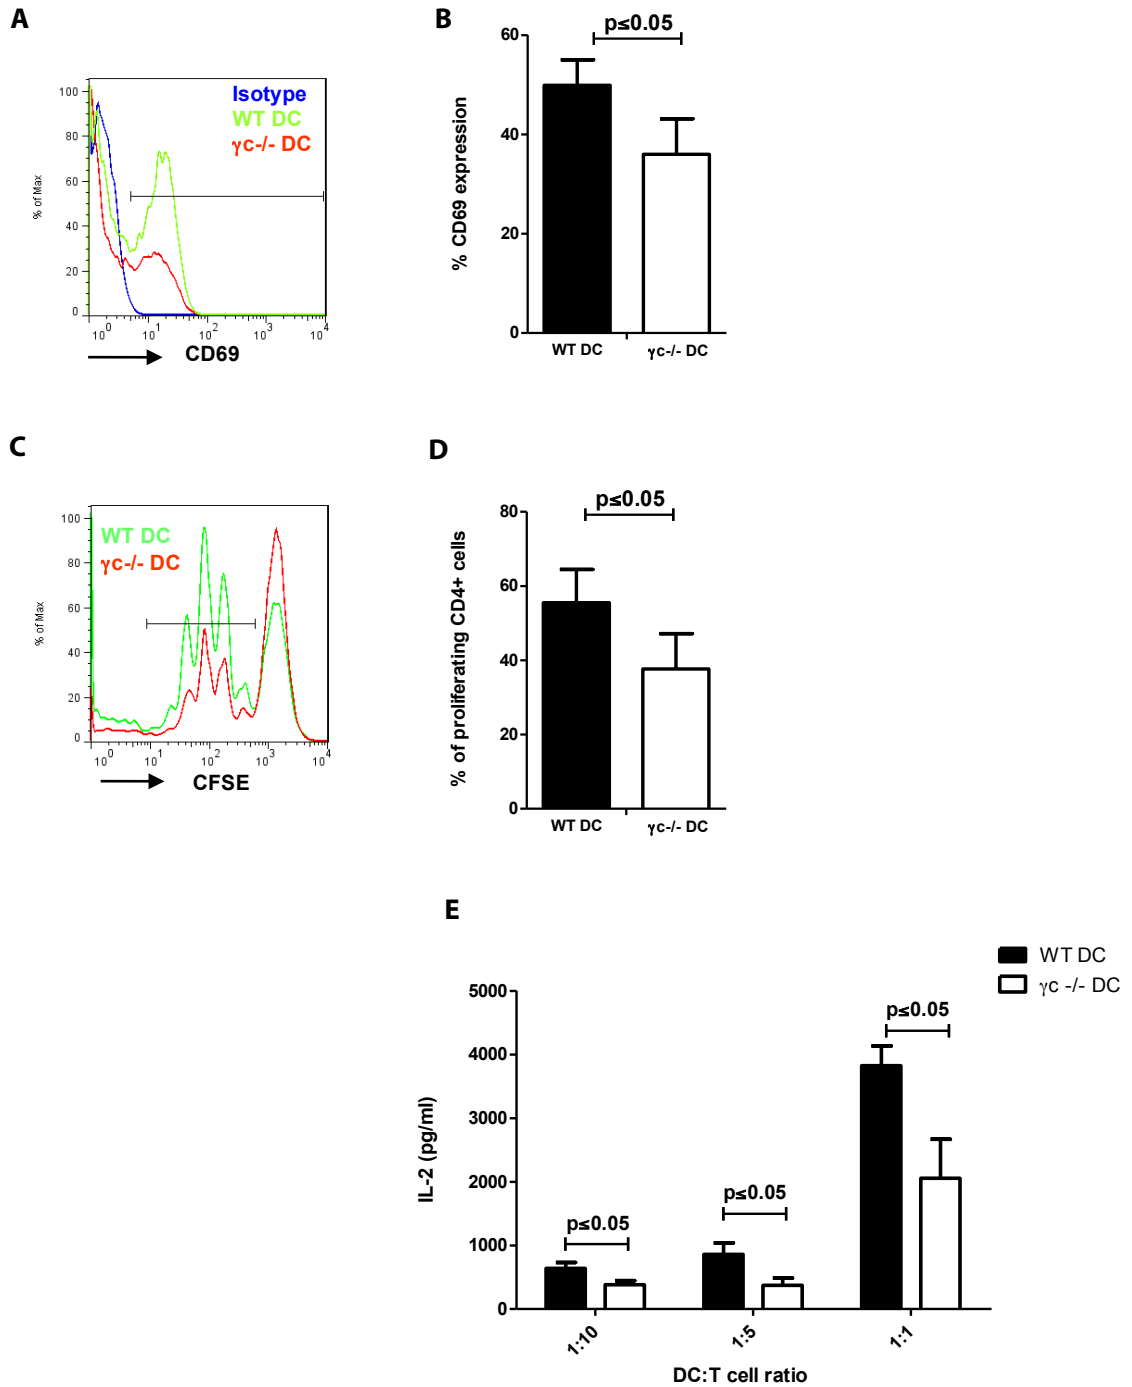 A
Isotype
WT DC
γc-/- DC
% of Max
100
80
60
40
20
0
10^0 10^1 10^2 10^3 10^4
CD69
B
p≤0.05
% CD69 expression
60
40
20
0
WT DC γc-/- DC
C
WT DC
γc-/- DC
% of Max
100
80
60
40
20
0
10^0 10^1 10^2 10^3 10^4
CFSE
D
p≤0.05
% of proliferating CD4+ cells
80
60
40
20
0
WT DC γc-/- DC
E
WT DC
γc -/- DC
IL-2 (pg/ml)
5000
4000
3000
2000
1000
0
p≤0.05
p≤0.05
p≤0.05
1:10 1:5 1:1
DC:T cell ratio